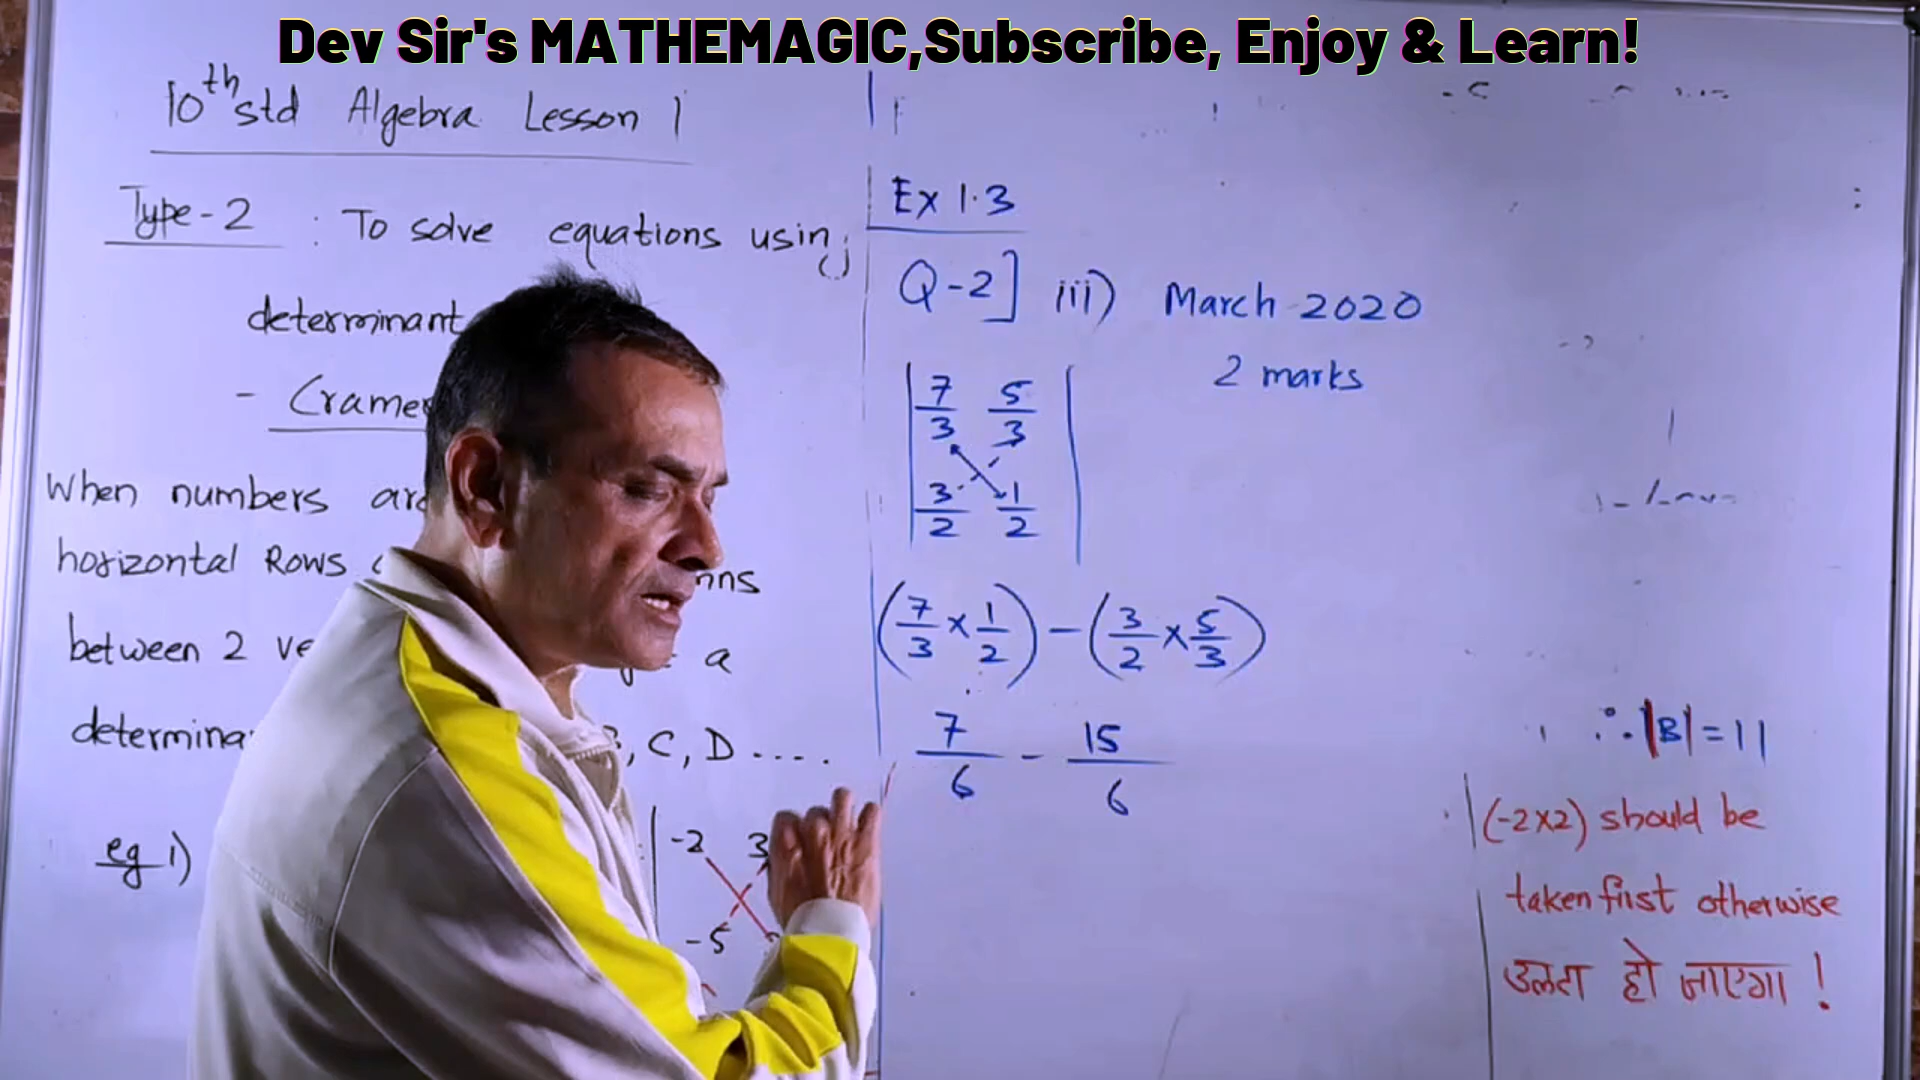 Dev Sir's MATHEMAGIC,Subscribe, Enjoy & Learn!
10th std Algebra Lesson 1
Type-2 : To solve equations using
determinant
- Cramer
When numbers are
horizontal Rows
between 2 a
determina , C, D ....
eg 1) -2 3
-5
Ex 1.3
Q-2] iii) March 2020
2 marks
| 7/3 5/3 |
| 3/2 1/2 |
(7/3 × 1/2) - (3/2 × 5/3)
7/6 - 15/6
∴ |B| = 11
(-2×2) should be
taken first otherwise
उलटा हो जाएगा !